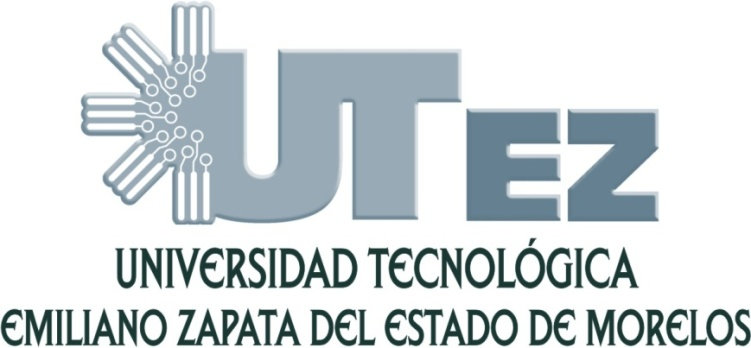 UTEZ
UNIVERSIDAD TECNOLÓGICA
EMILIANO ZAPATA DEL ESTADO DE MORELOS